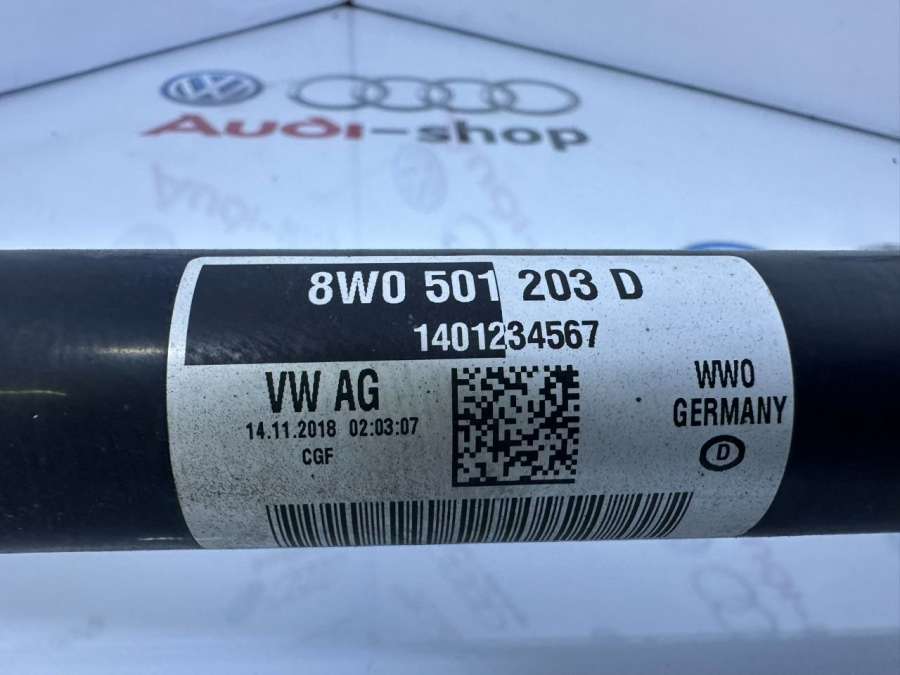 Audi-shop
8W0 501 203 D
1401234567
VW AG
14.11.2018 02:03:07
CGF
WWO
GERMANY
D